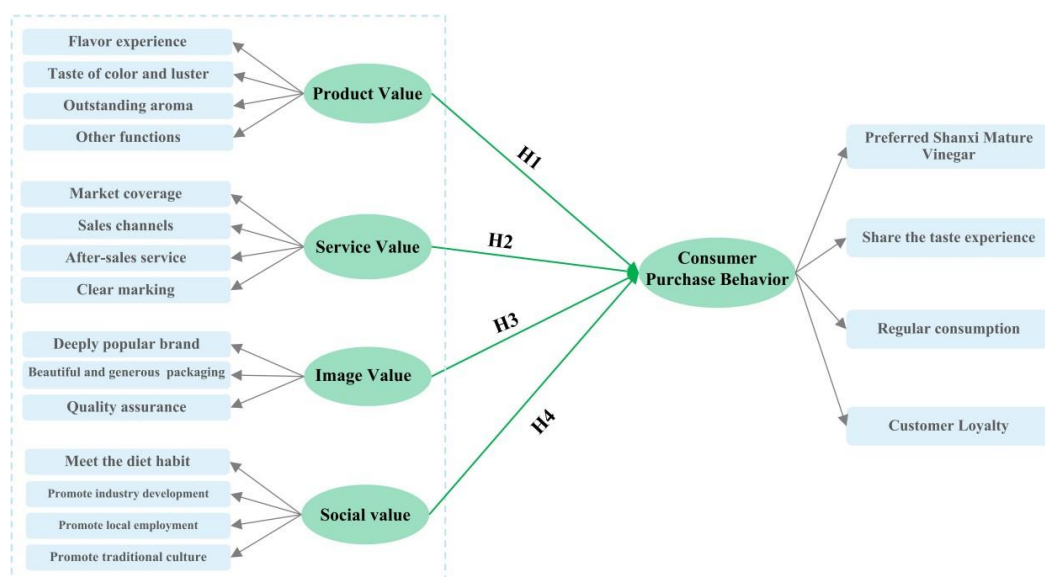 Flavor experience
Taste of color and luster
Outstanding aroma
Other functions
Product Value
H1
Market coverage
Sales channels
After-sales service
Clear marking
Service Value
H2
Deeply popular brand
Beautiful and generous packaging
Quality assurance
Image Value
H3
Meet the diet habit
Promote industry development
Promote local employment
Promote traditional culture
Social value
H4
Consumer
Purchase Behavior
Preferred Shanxi Mature
Vinegar
Share the taste experience
Regular consumption
Customer Loyalty